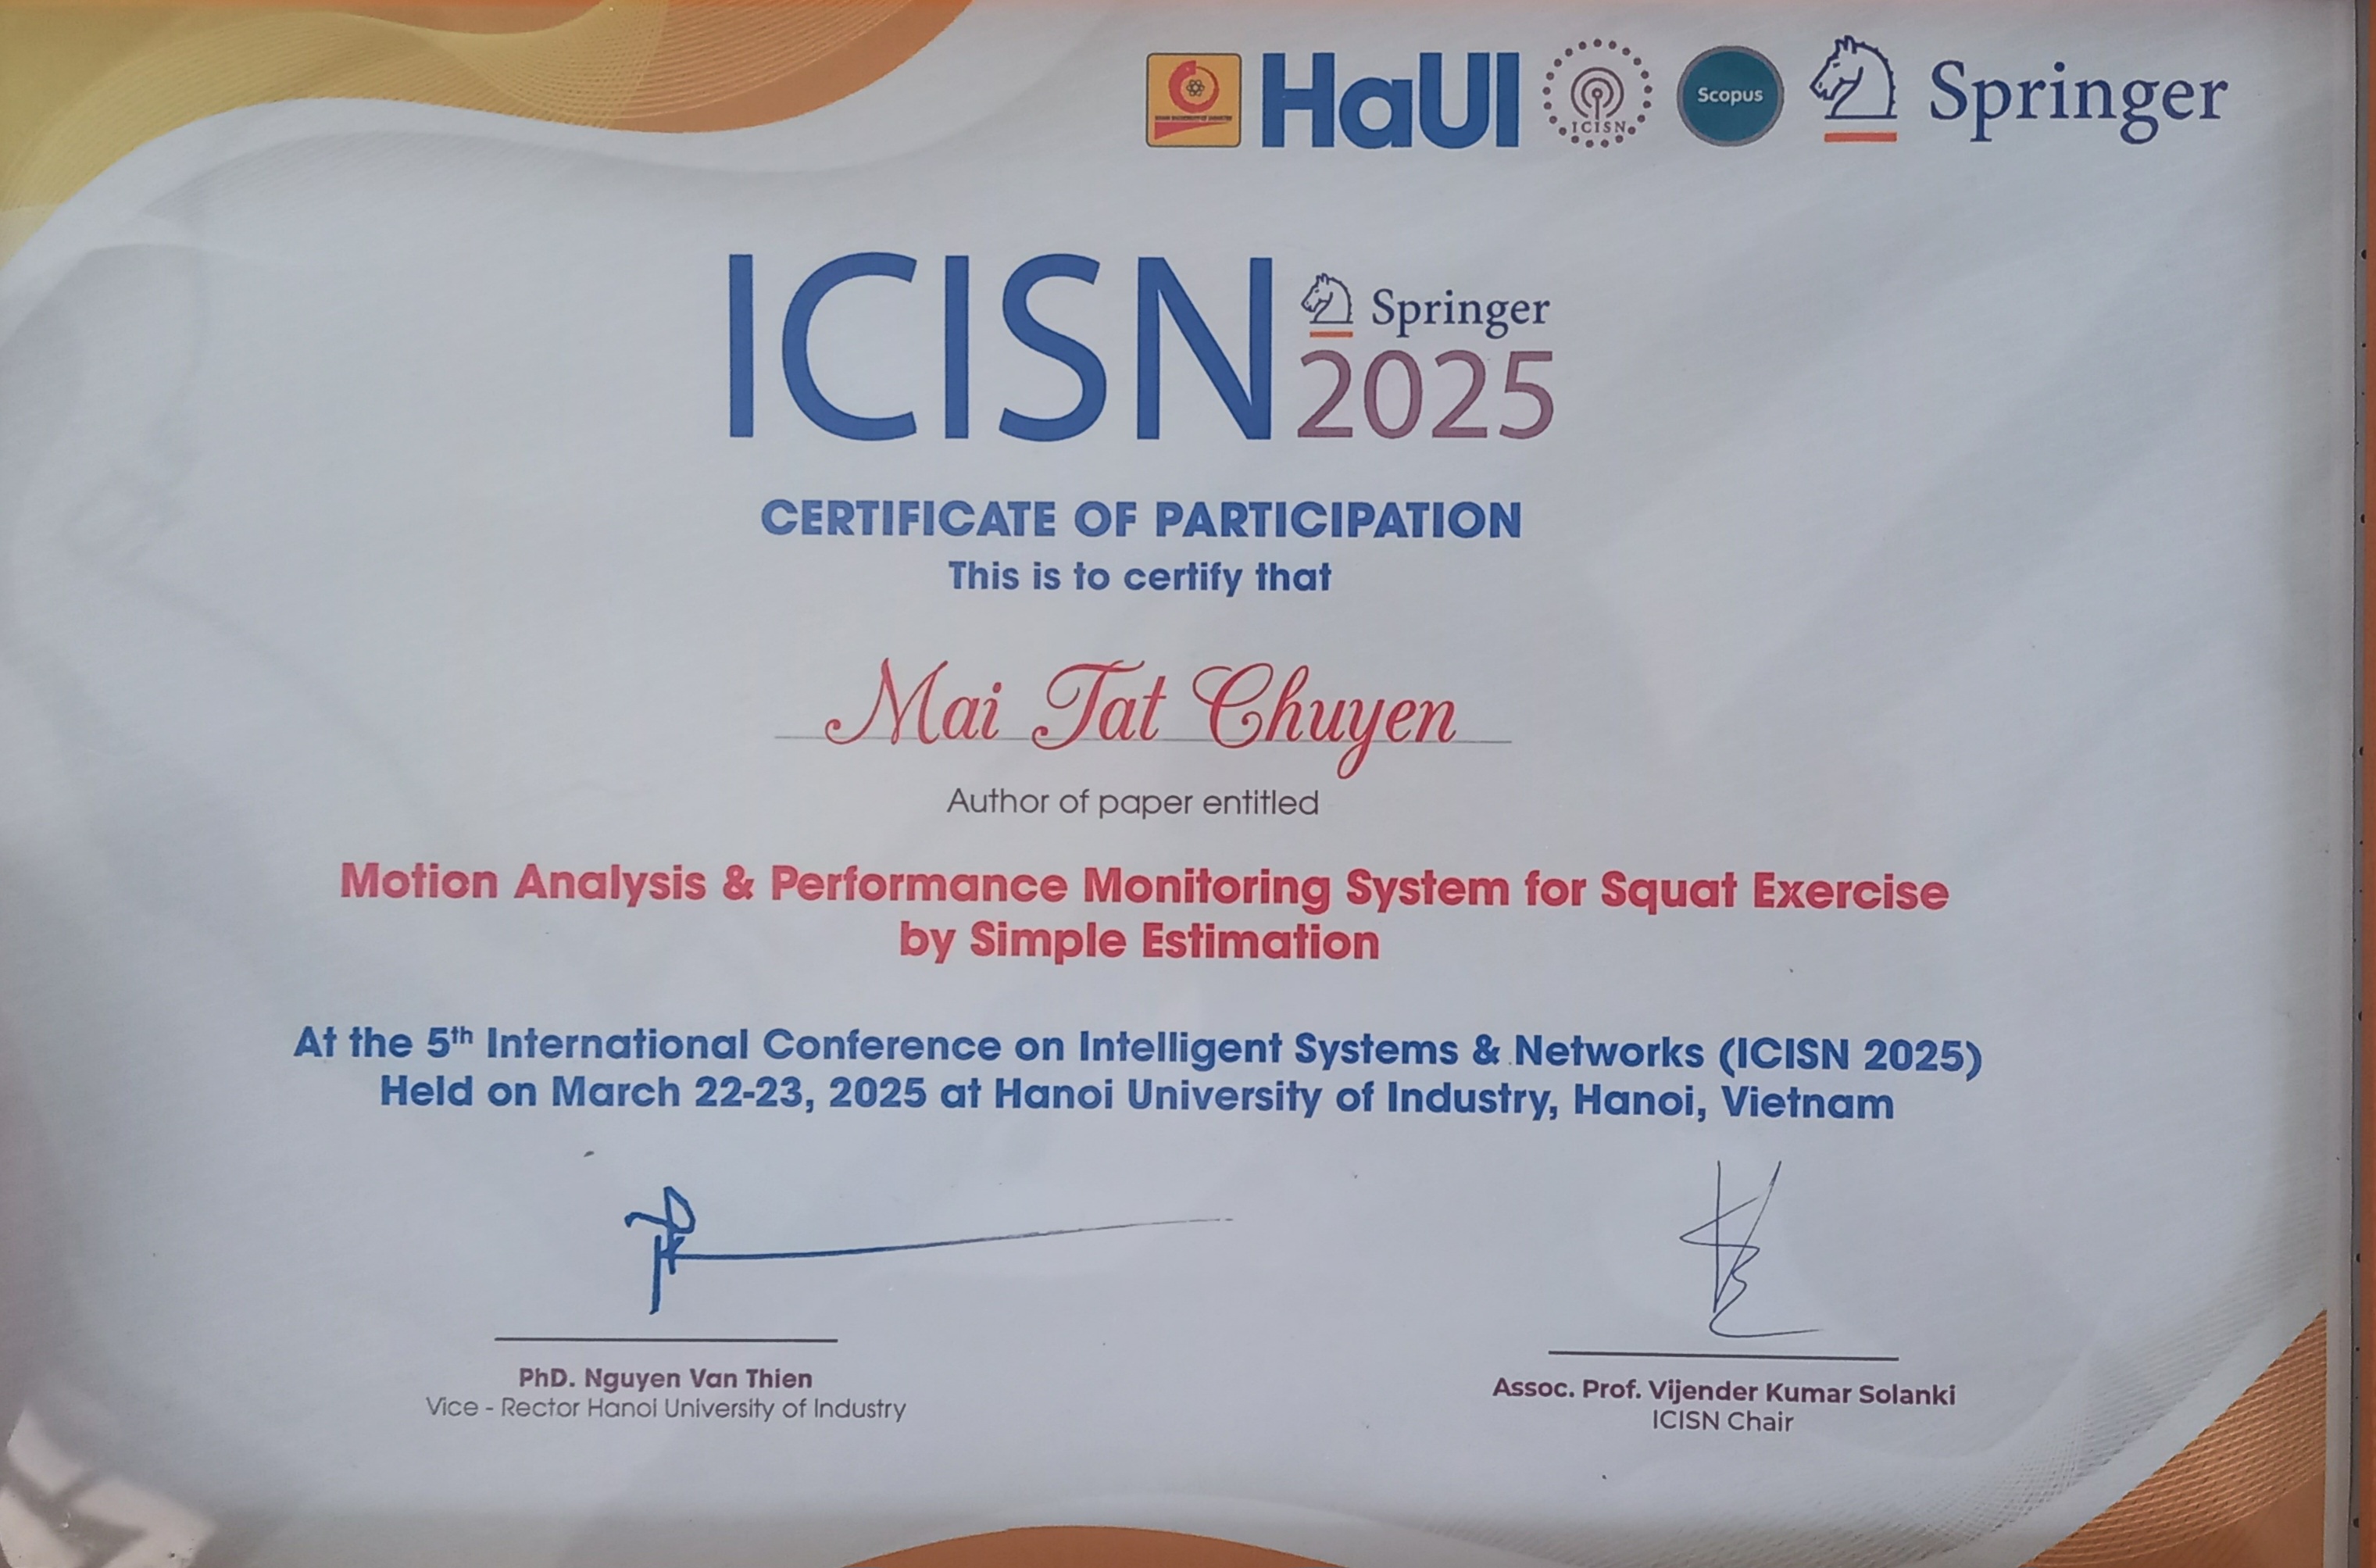 HaUI ICISN Scopus Springer
ICISN Springer
2025
CERTIFICATE OF PARTICIPATION
This is to certify that
Mai Tat Chuyen
Author of paper entitled
Motion Analysis & Performance Monitoring System for Squat Exercise
by Simple Estimation
At the 5th International Conference on Intelligent Systems & Networks (ICISN 2025)
Held on March 22-23, 2025 at Hanoi University of Industry, Hanoi, Vietnam
PhD. Nguyen Van Thien
Vice - Rector Hanoi University of Industry
Assoc. Prof. Vijender Kumar Solanki
ICISN Chair